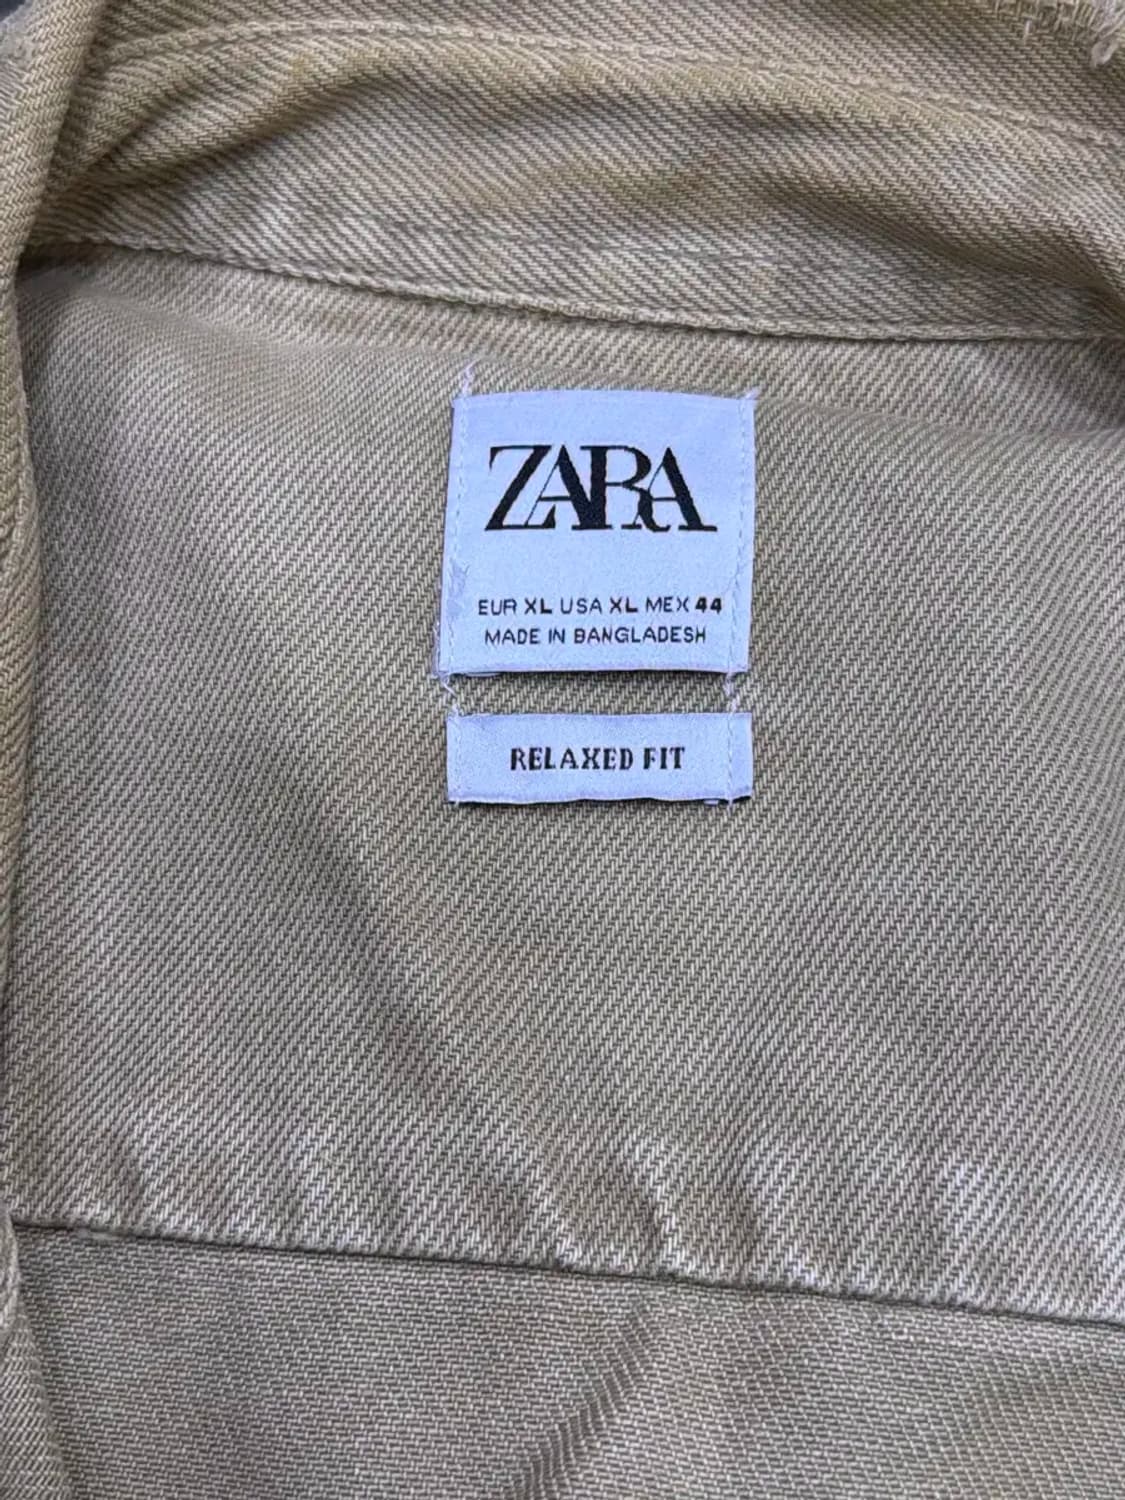 ZARA
EUR XL USA XL MEX 44
MADE IN BANGLADESH
RELAXED FIT